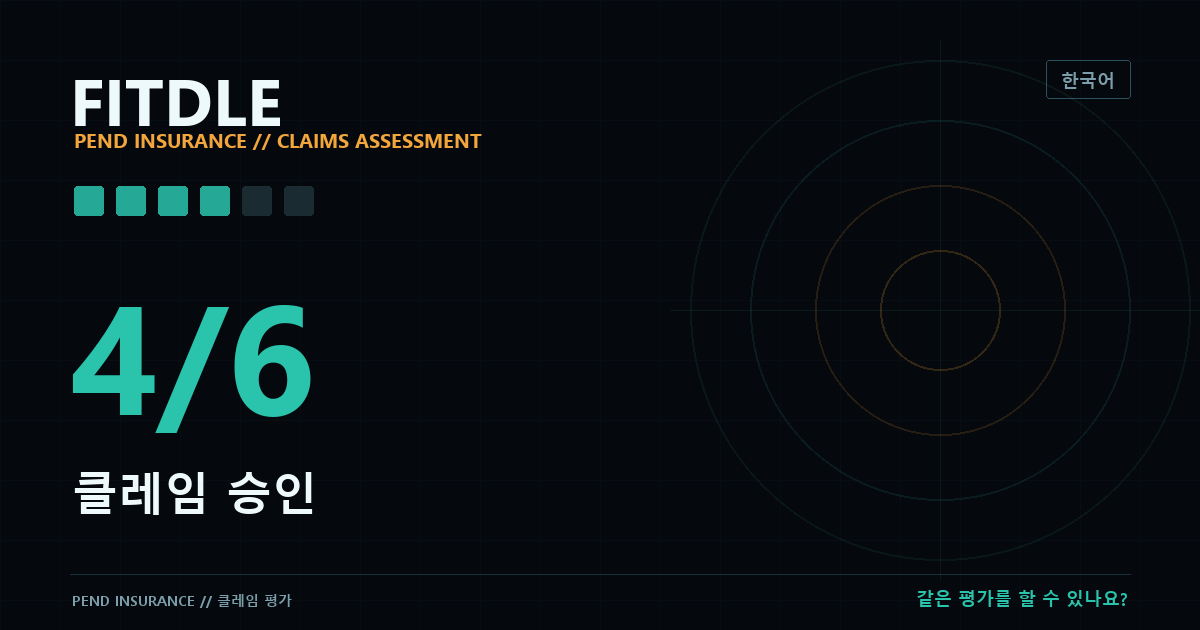 FITDLE
한국어
PEND INSURANCE // CLAIMS ASSESSMENT
4/6
클레임 승인
PEND INSURANCE // 클레임 평가
같은 평가를 할 수 있나요?